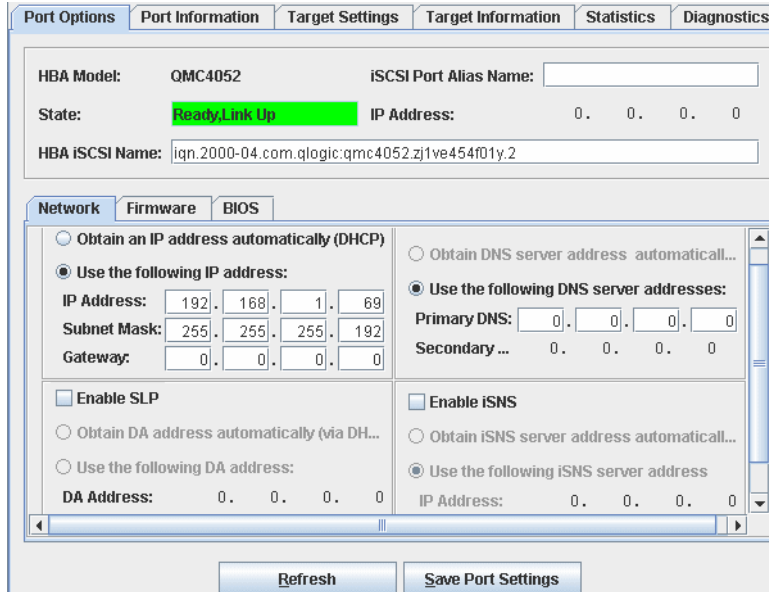 Port Options Port Information Target Settings Target Information Statistics Diagnostics
HBA Model: QMC4052 iSCSI Port Alias Name:
State: Ready,Link Up IP Address: 0. 0. 0. 0
HBA iSCSI Name: iqn.2000-04.com.qlogic:qmc4052.zj1ve454f01y.2
Network Firmware BIOS
Obtain an IP address automatically (DHCP)
Use the following IP address:
IP Address: 192. 168. 1. 69
Subnet Mask: 255. 255. 255. 192
Gateway: 0. 0. 0. 0
Obtain DNS server address automaticall...
Use the following DNS server addresses:
Primary DNS: 0. 0. 0. 0
Secondary ... 0. 0. 0. 0
Enable SLP
Obtain DA address automatically (via DH...
Use the following DA address:
DA Address: 0. 0. 0. 0
Enable iSNS
Obtain iSNS server address automaticall...
Use the following iSNS server address
IP Address: 0. 0. 0. 0
Refresh Save Port Settings